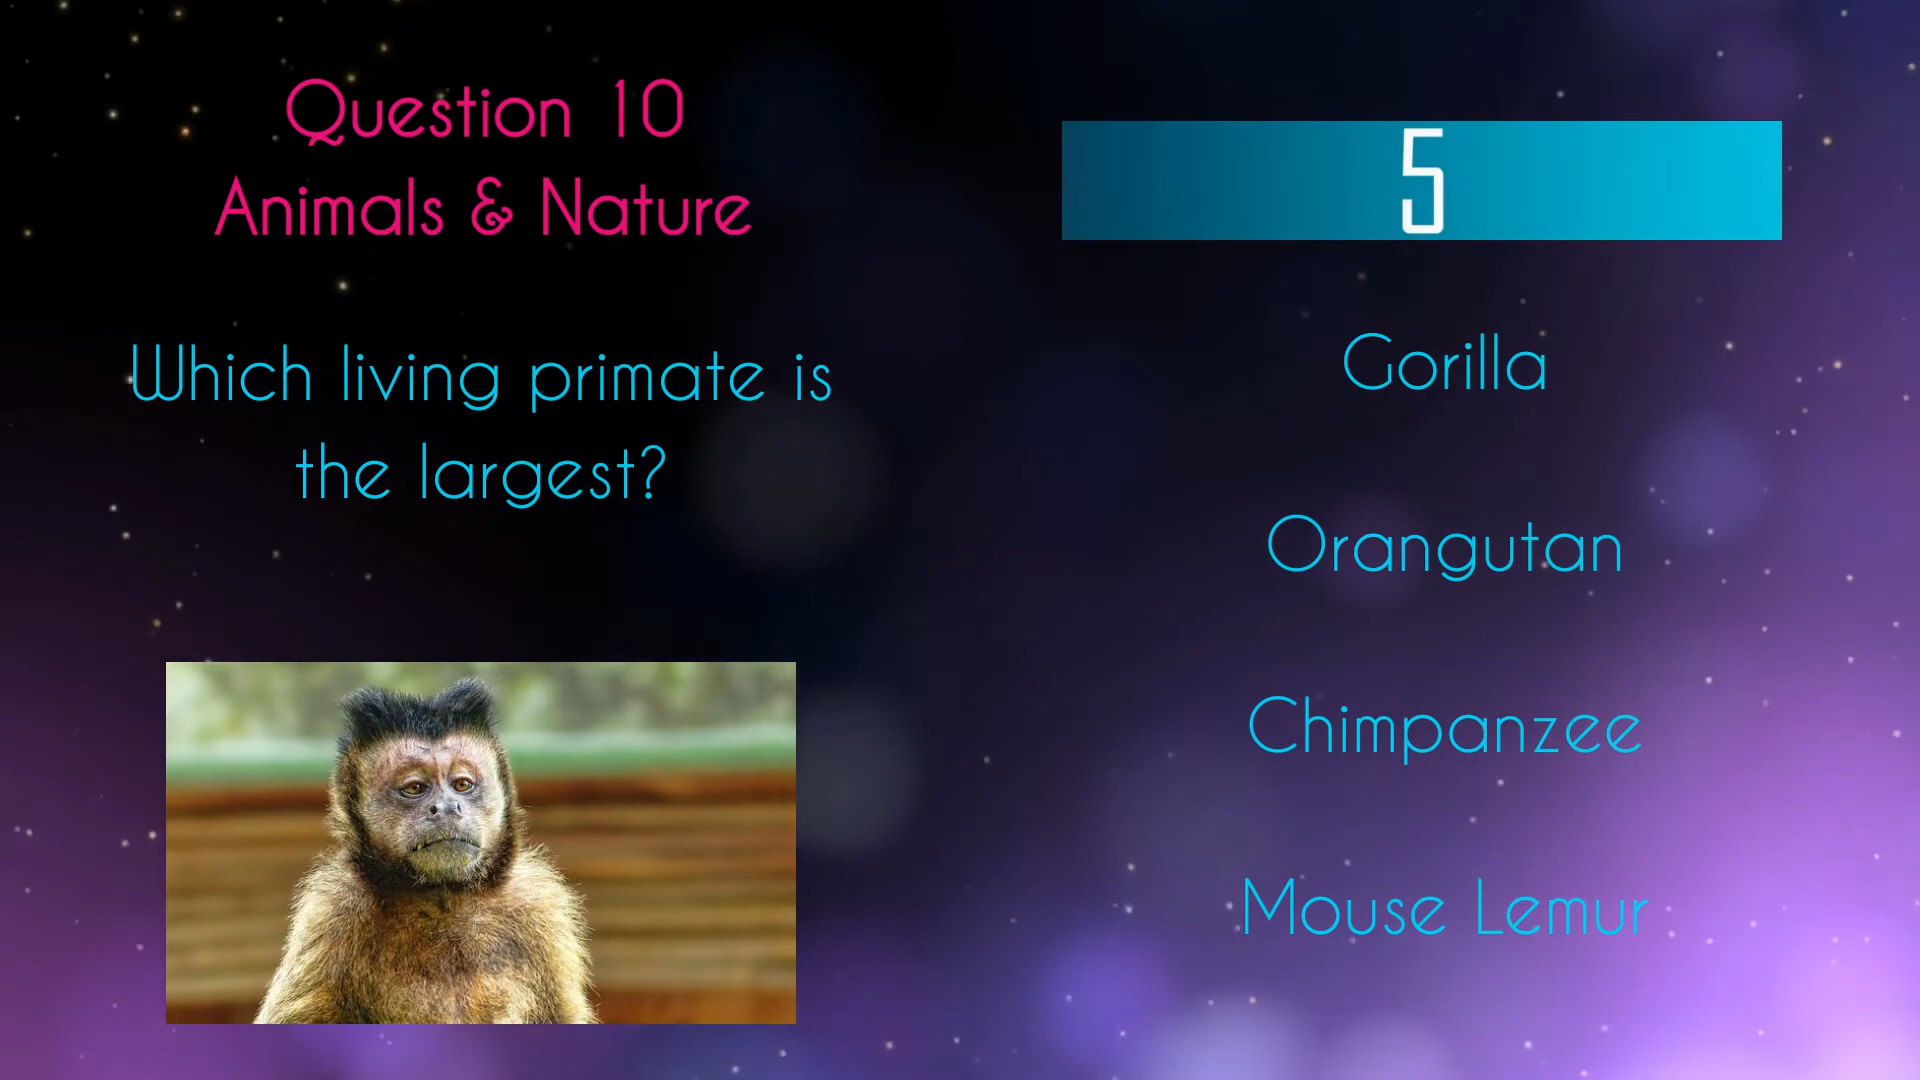 Question 10
Animals & Nature
Which living primate is
the largest?
5
Gorilla
Orangutan
Chimpanzee
Mouse Lemur